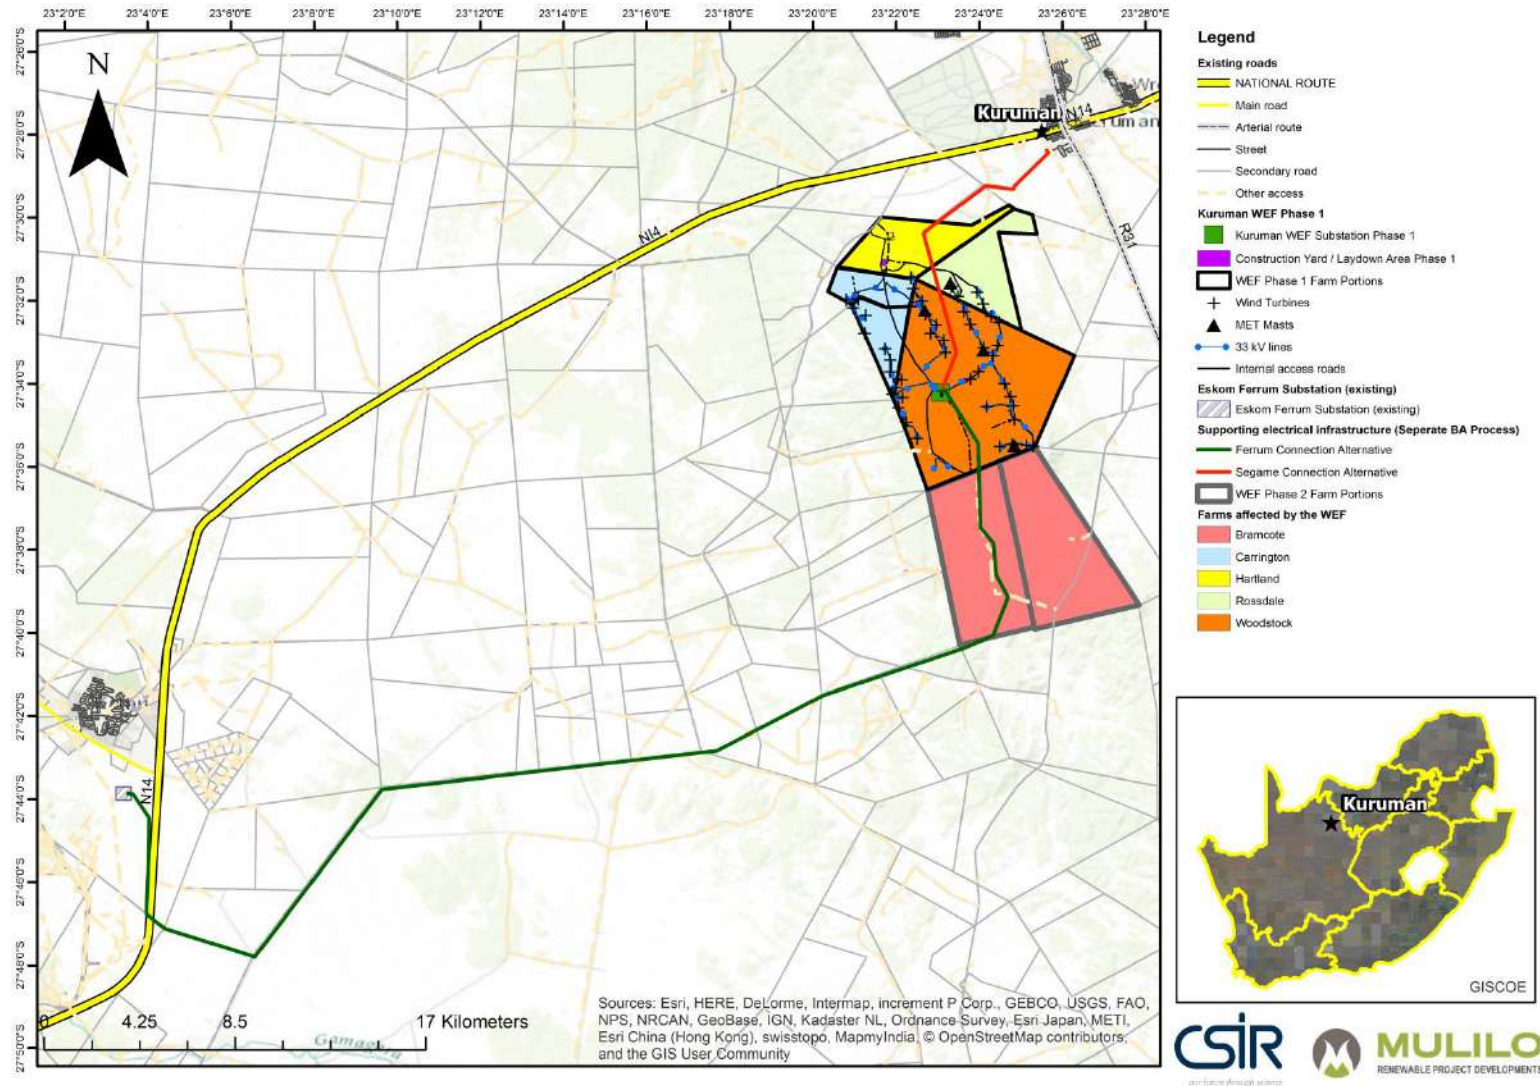 23°2'0"E 23°4'0"E 23°6'0"E 23°8'0"E 23°10'0"E 23°12'0"E 23°14'0"E 23°16'0"E 23°18'0"E 23°20'0"E 23°22'0"E 23°24'0"E 23°26'0"E 23°28'0"E
27°26'0"S
27°28'0"S
27°30'0"S
27°32'0"S
27°34'0"S
27°36'0"S
27°38'0"S
27°40'0"S
27°42'0"S
27°44'0"S
27°46'0"S
27°48'0"S
27°50'0"S
N
Kuruman
N14
R31
N14
N14
Gamagara
0 4.25 8.5 17 Kilometers
Sources: Esri, HERE, DeLorme, Intermap, increment P Corp., GEBCO, USGS, FAO,
NPS, NRCAN, GeoBase, IGN, Kadaster NL, Ordnance Survey, Esri Japan, METI,
Esri China (Hong Kong), swisstopo, MapmyIndia, © OpenStreetMap contributors,
and the GIS User Community
Legend
Existing roads
NATIONAL ROUTE
Main road
Arterial route
Street
Secondary road
Other access
Kuruman WEF Phase 1
Kuruman WEF Substation Phase 1
Construction Yard / Laydown Area Phase 1
WEF Phase 1 Farm Portions
Wind Turbines
MET Masts
33 kV lines
Internal access roads
Eskom Ferrum Substation (existing)
Eskom Ferrum Substation (existing)
Supporting electrical infrastructure (Seperate BA Process)
Ferrum Connection Alternative
Segame Connection Alternative
WEF Phase 2 Farm Portions
Farms affected by the WEF
Bramcote
Carrington
Hartland
Rossdale
Woodstock
Kuruman
GISCOE
CSIR
MULILO
RENEWABLE PROJECT DEVELOPMENTS